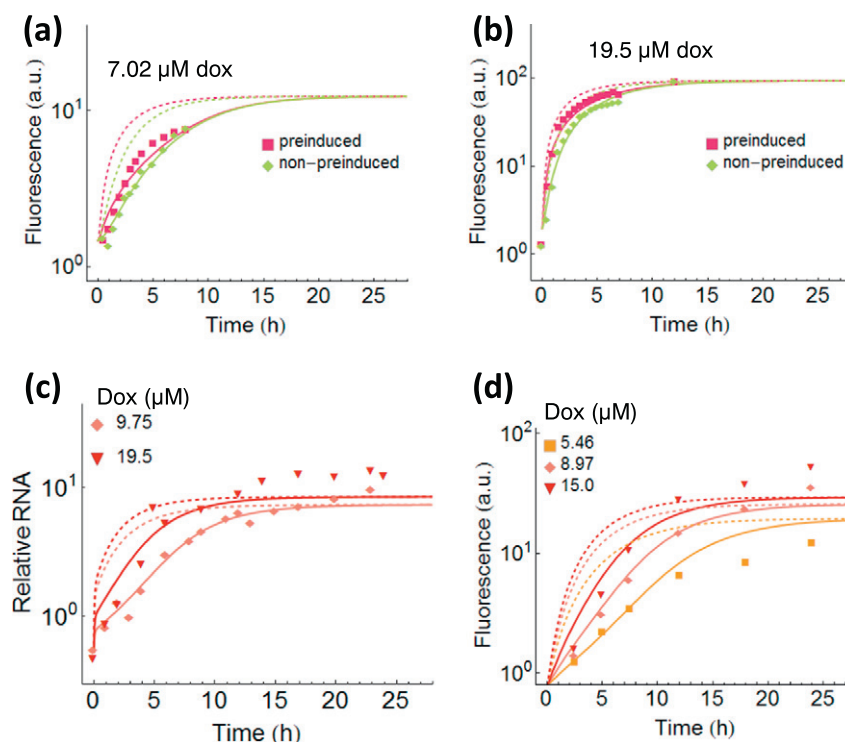 (a)
7.02 µM dox
Fluorescence (a.u.)
10¹
10⁰
preinduced
non−preinduced
0 5 10 15 20 25
Time (h)
(b)
19.5 µM dox
Fluorescence (a.u.)
10²
10¹
10⁰
preinduced
non−preinduced
0 5 10 15 20 25
Time (h)
(c)
Dox (µM)
9.75
19.5
Relative RNA
10¹
10⁰
0 5 10 15 20 25
Time (h)
(d)
Dox (µM)
5.46
8.97
15.0
Fluorescence (a.u.)
10²
10¹
10⁰
0 5 10 15 20 25
Time (h)